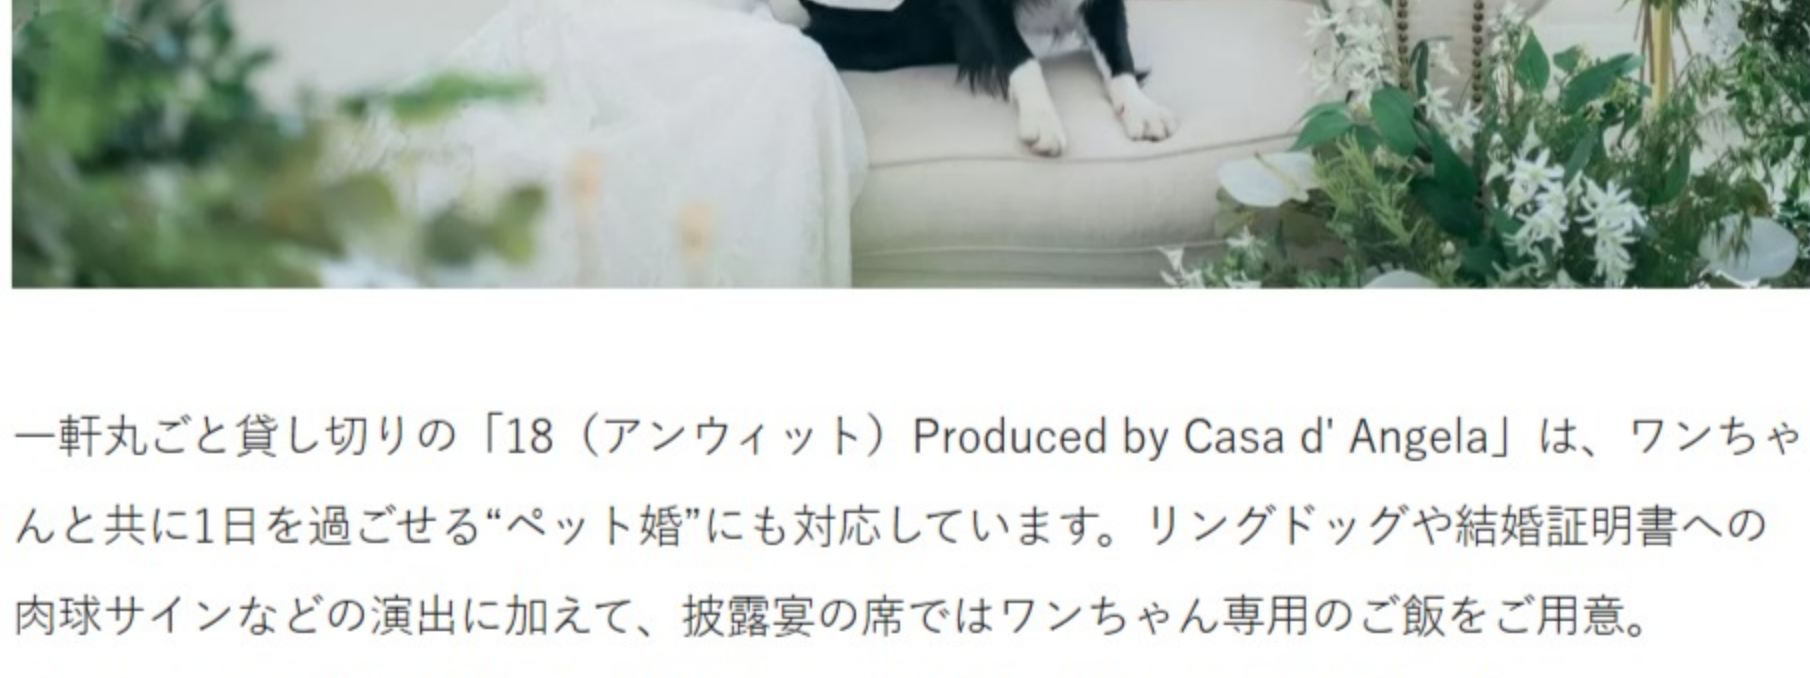 一軒丸ごと貸し切りの「18（アンウィット）Produced by Casa d' Angela」は、ワンちゃ
んと共に1日を過ごせる“ペット婚”にも対応しています。リングドッグや結婚証明書への
肉球サインなどの演出に加えて、披露宴の席ではワンちゃん専用のご飯をご用意。